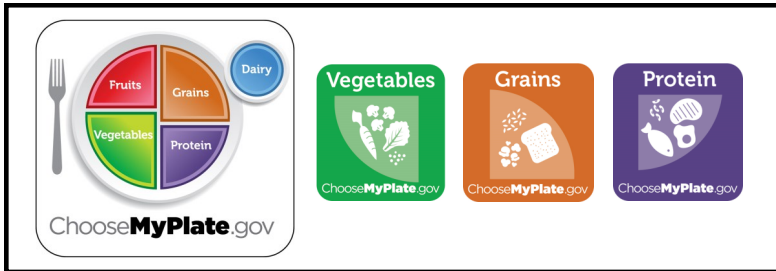 Fruits
Grains
Dairy
Vegetables
Protein
ChooseMyPlate.gov
Vegetables
ChooseMyPlate.gov
Grains
ChooseMyPlate.gov
Protein
ChooseMyPlate.gov